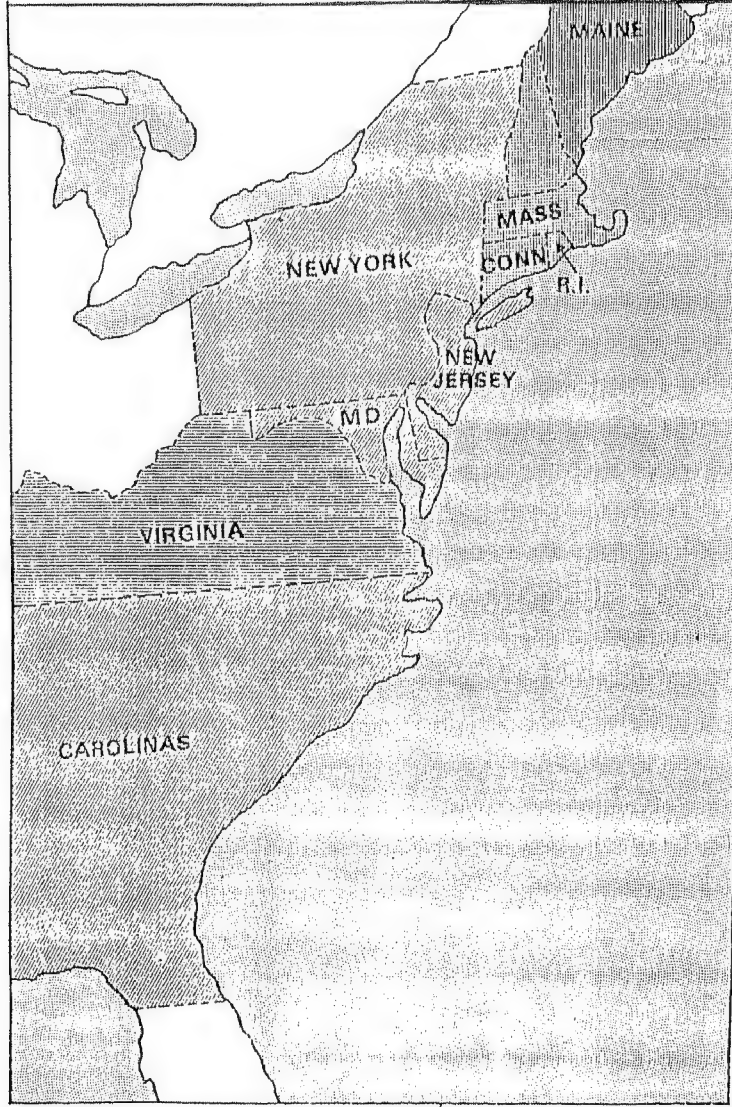 MAINE
MASS
NEW YORK
CONN
R.I.
NEW
JERSEY
MD
VIRGINIA
CAROLINAS